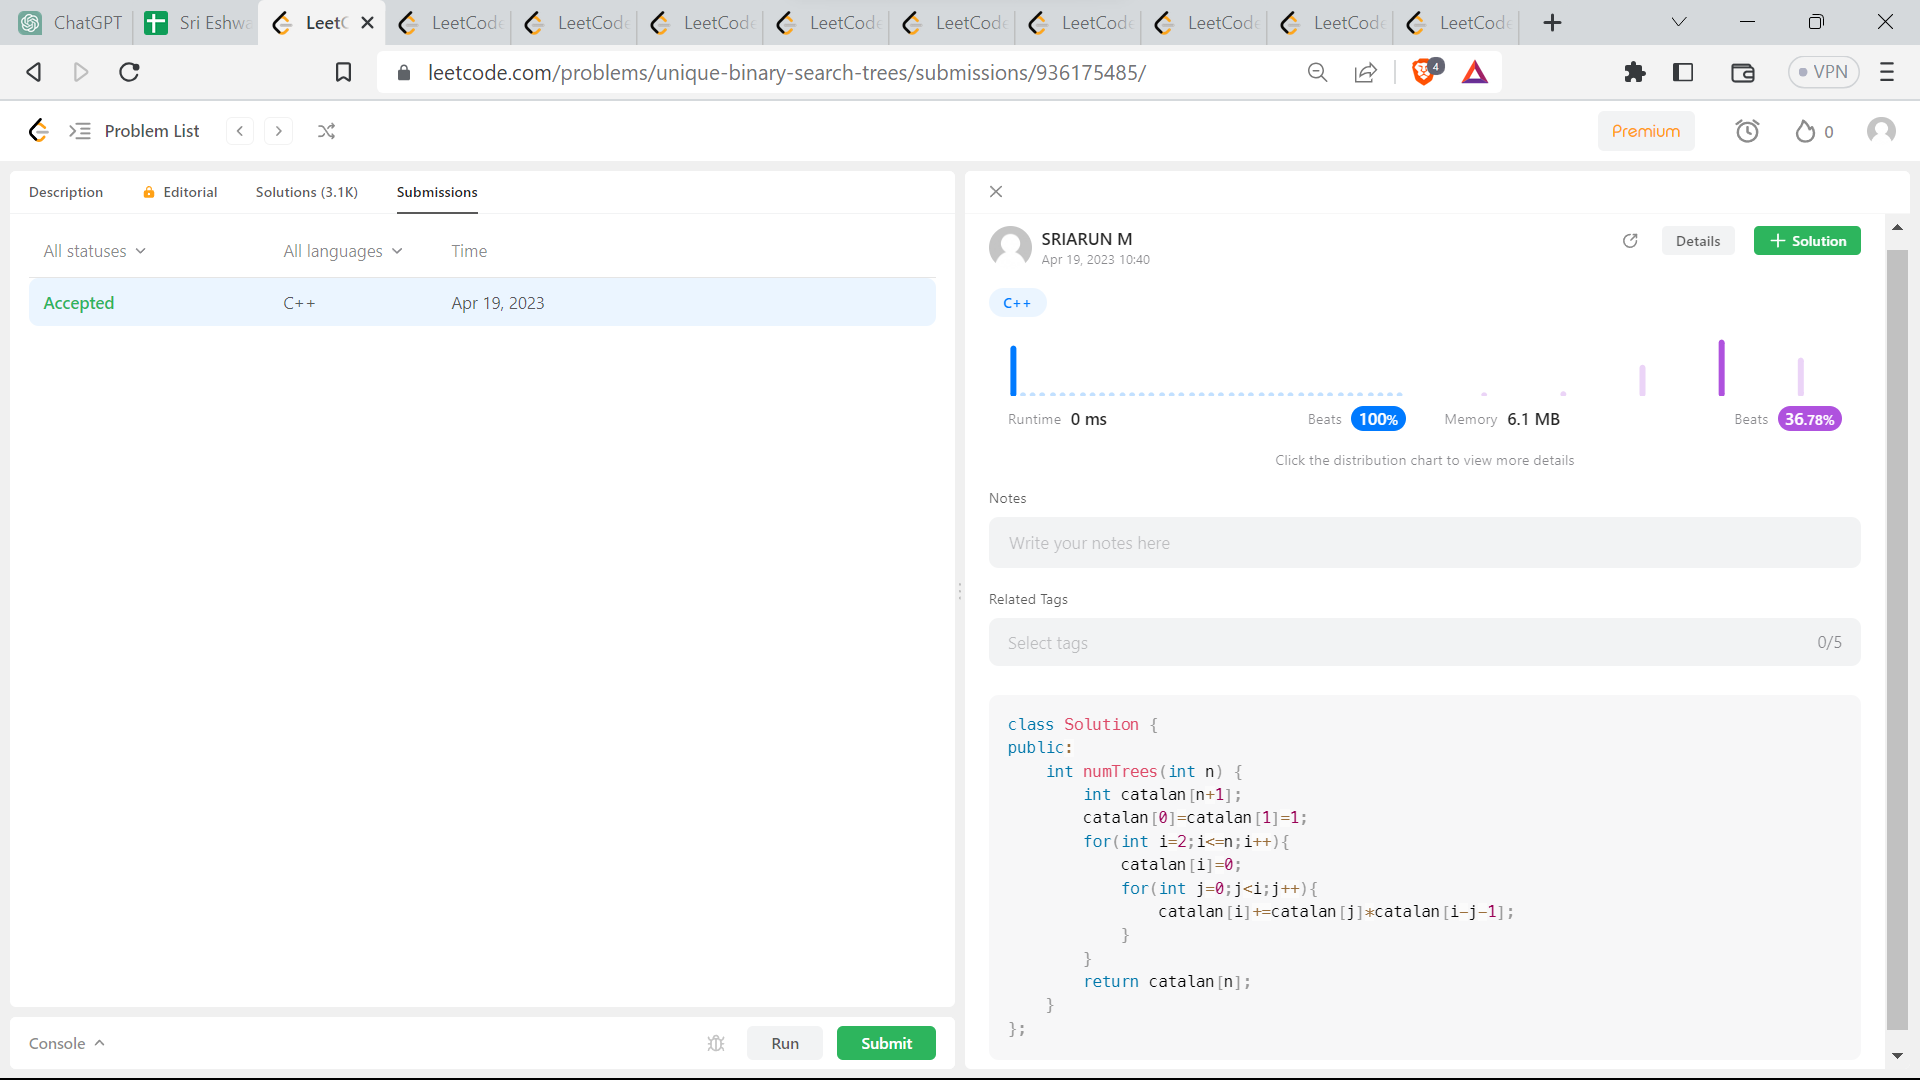 ChatGPT
Sri Eshwa
LeetC
LeetCode
LeetCode
LeetCode
LeetCode
LeetCode
LeetCode
LeetCode
LeetCode
LeetCode
leetcode.com/problems/unique-binary-search-trees/submissions/936175485/
4
VPN
Problem List
Premium
0
Description
Editorial
Solutions (3.1K)
Submissions
All statuses
All languages
Time
Accepted
C++
Apr 19, 2023
SRIARUN M
Apr 19, 2023 10:40
Details
+ Solution
C++
Runtime 0 ms
Beats 100%
Memory 6.1 MB
Beats 36.78%
Click the distribution chart to view more details
Notes
Write your notes here
Related Tags
Select tags
0/5
class Solution {
public:
    int numTrees(int n) {
        int catalan[n+1];
        catalan[0]=catalan[1]=1;
        for(int i=2;i<=n;i++){
            catalan[i]=0;
            for(int j=0;j<i;j++){
                catalan[i]+=catalan[j]*catalan[i-j-1];
            }
        }
        return catalan[n];
    }
};
Console
Run
Submit